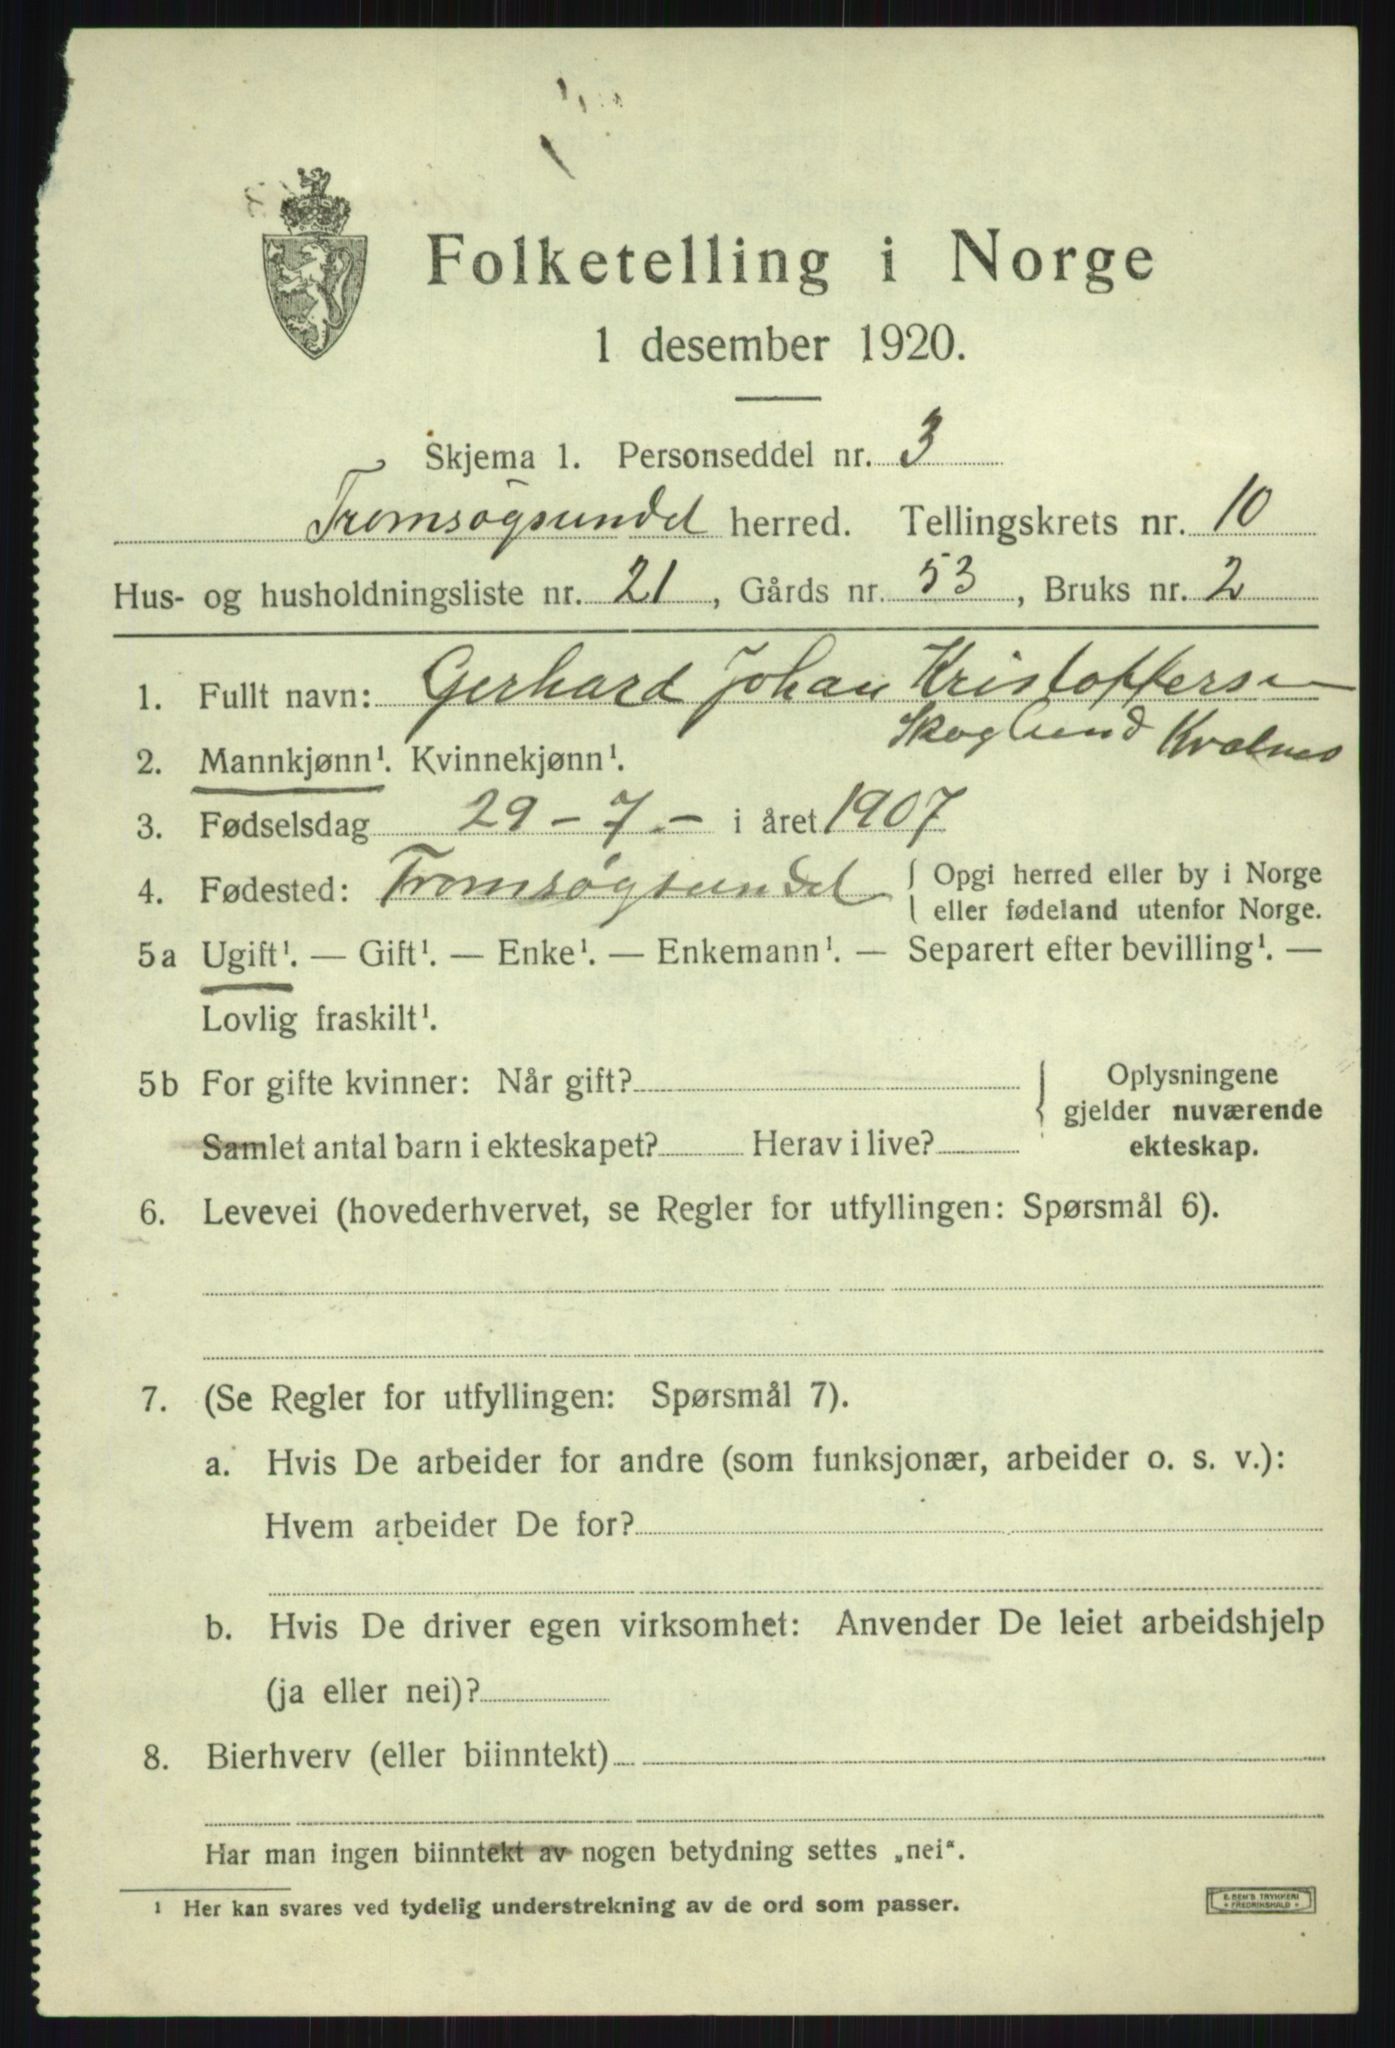 Folketelling i Norge
1 desember 1920.
Skjema 1. Personseddel nr. 3
Tromsøgsundet herred. Tellingskrets nr. 10
Hus- og husholdningsliste nr. 21, Gårds nr. 53, Bruks nr. 2
1. Fullt navn: Gerhard Johan Kristoffersen
Skoglund Kvalnes
2. Mannkjønn¹. Kvinnekjønn¹.
3. Fødselsdag 29 - 7. - i året 1907
4. Fødested: Tromsøgsundet { Opgi herred eller by i Norge
eller fødeland utenfor Norge.
5a Ugift¹. — Gift¹. — Enke¹. — Enkemann¹. — Separert efter bevilling¹. —
Lovlig fraskilt¹.
5b For gifte kvinner: Når gift? Oplysningene
gjelder nuværende
Samlet antal barn i ekteskapet? Herav i live? ekteskap.
6. Levevei (hovederhvervet, se Regler for utfyllingen: Spørsmål 6).
7. (Se Regler for utfyllingen: Spørsmål 7).
a. Hvis De arbeider for andre (som funksjonær, arbeider o. s. v.):
Hvem arbeider De for?
b. Hvis De driver egen virksomhet: Anvender De leiet arbeidshjelp
(ja eller nei)?
8. Bierhverv (eller biinntekt)
Har man ingen biinntekt av nogen betydning settes „nei“.
¹ Her kan svares ved tydelig understrekning av de ord som passer.
E. SEM'S TRYKKERI
* FREDRIKSHALD *